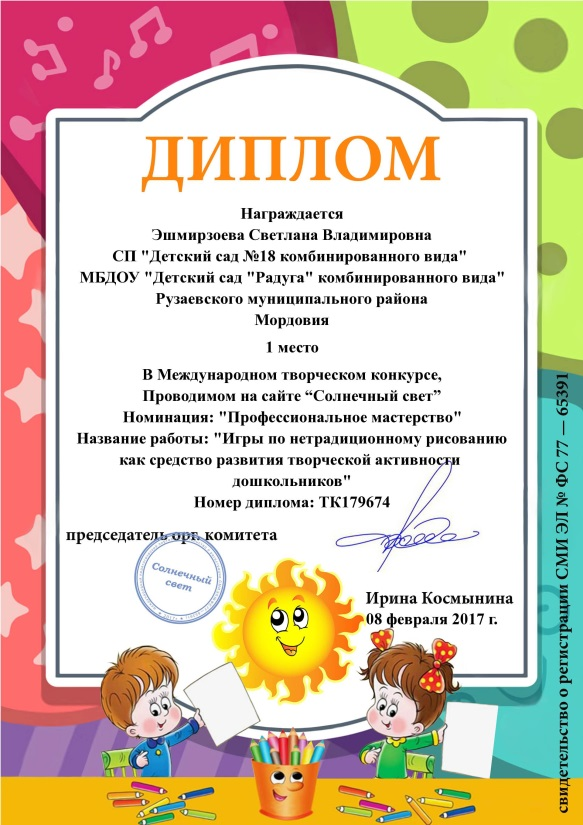 ДИПЛОМ
Награждается
Эшмирзоева Светлана Владимировна
СП "Детский сад №18 комбинированного вида"
МБДОУ "Детский сад "Радуга" комбинированного вида"
Рузаевского муниципального района
Мордовия
1 место
В Международном творческом конкурсе,
Проводимом на сайте “Солнечный свет”
Номинация: "Профессиональное мастерство"
Название работы: "Игры по нетрадиционному рисованию
как средство развития творческой активности
дошкольников"
Номер диплома: ТК179674
председатель орг. комитета
Солнечный
свет
Ирина Космынина
08 февраля 2017 г.
свидетельство о регистрации СМИ ЭЛ № ФС 77 — 65391